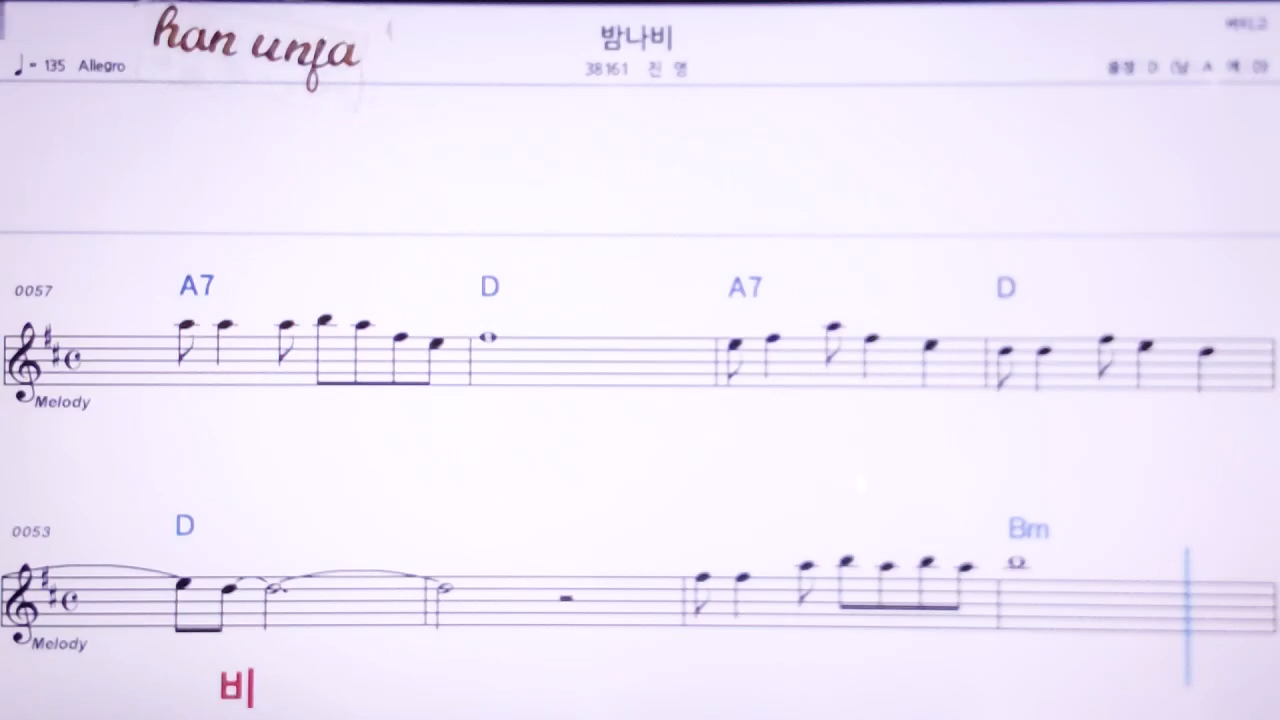 han unja
밤나비
♩= 135 Allegro
38161 진 영
0057
A7 D A7 D
Melody
0053
D Bm
Melody
비